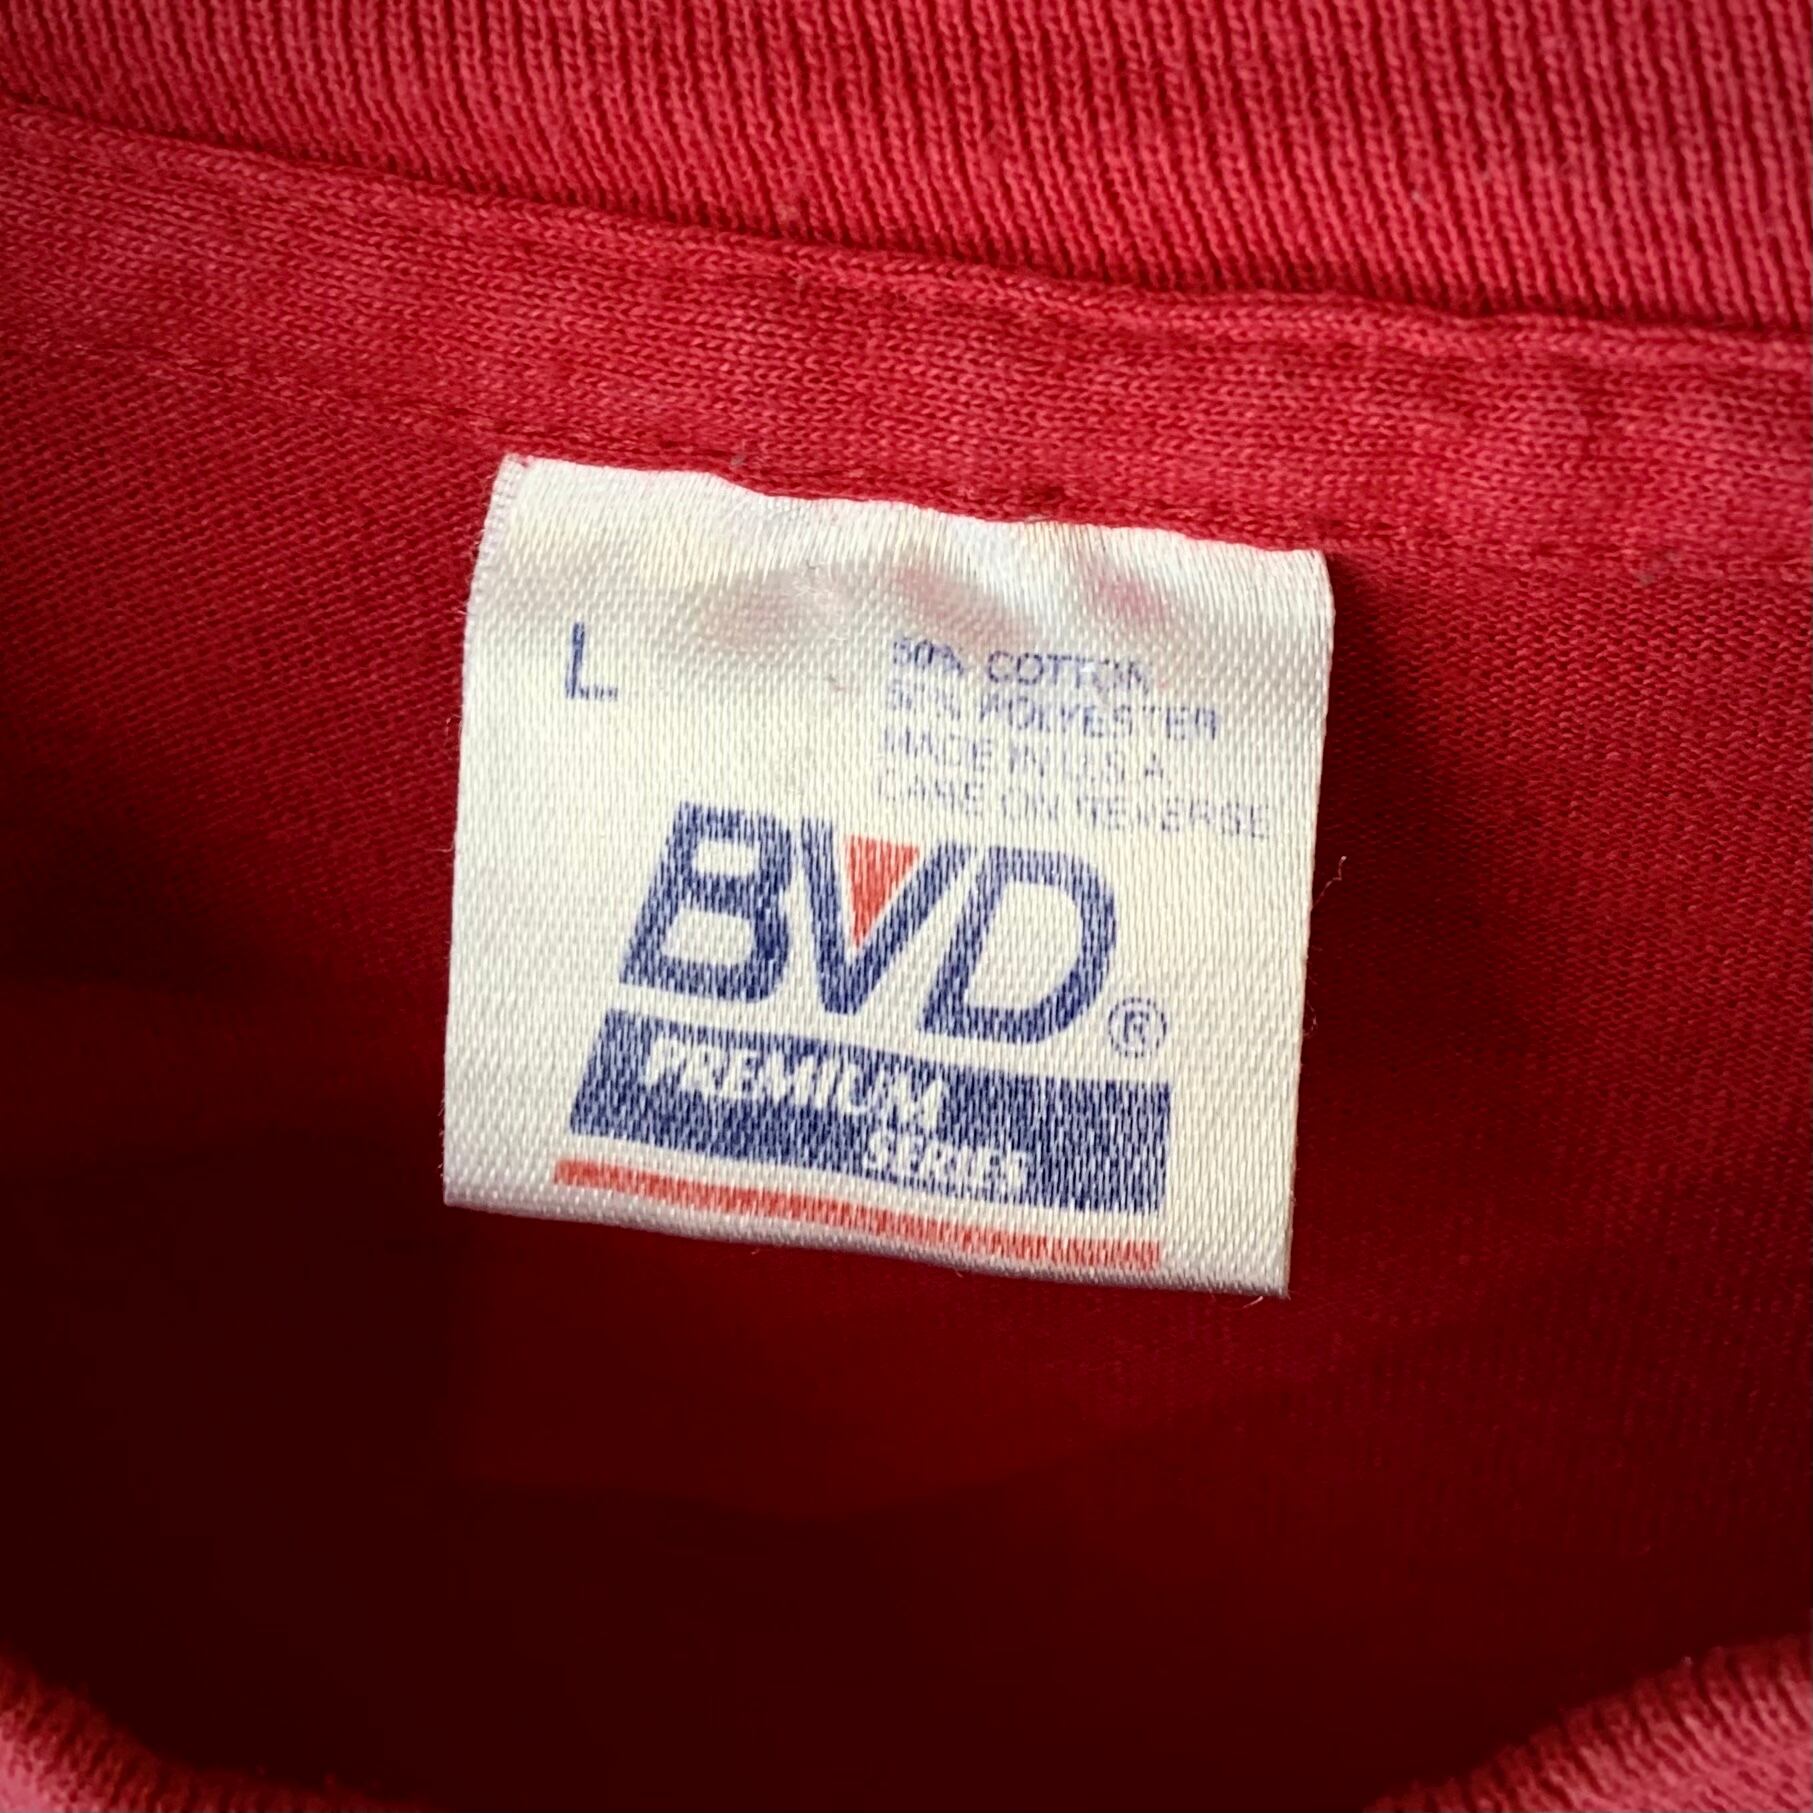 L
50% COTTON
50% POLYESTER
MADE IN U.S.A.
CARE ON REVERSE
BVD®
PREMIUM
SERIES